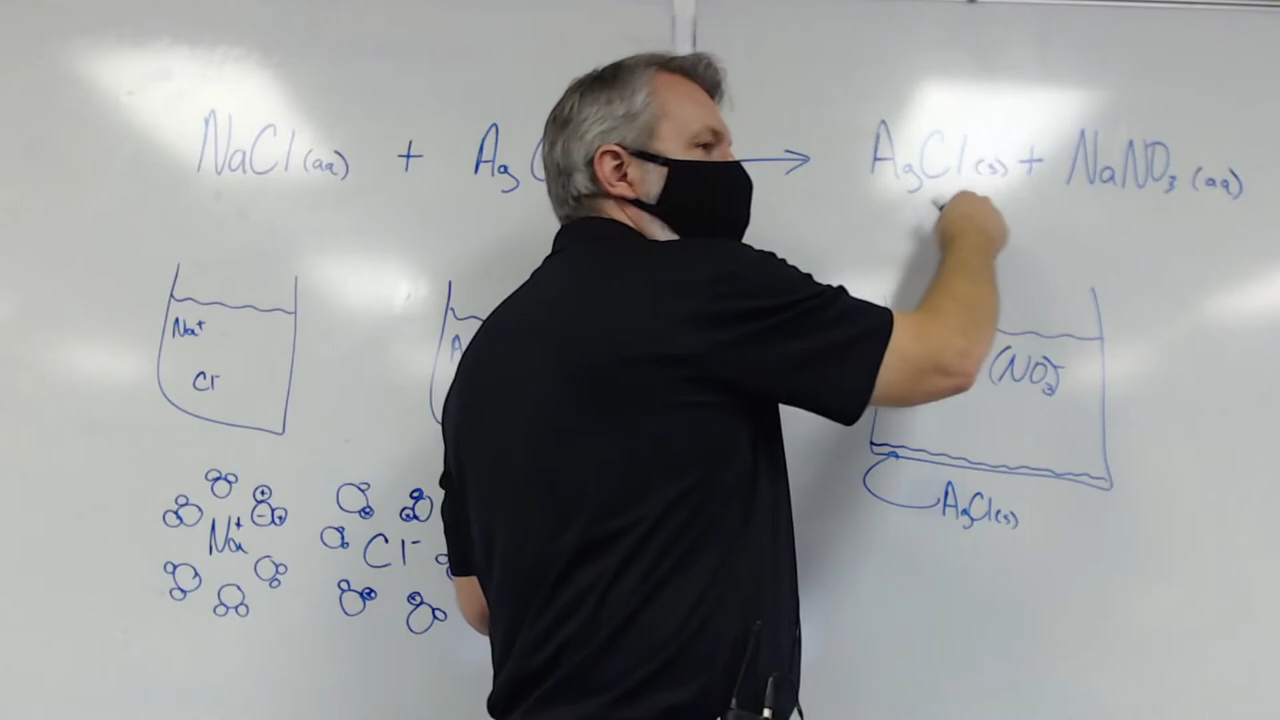 NaCl(aq) + Ag → AgCl(s) + NaNO₃(aq)
Na⁺
Cl⁻
A
(NO₃⁻
AgCl(s)
Na⁺
Cl⁻